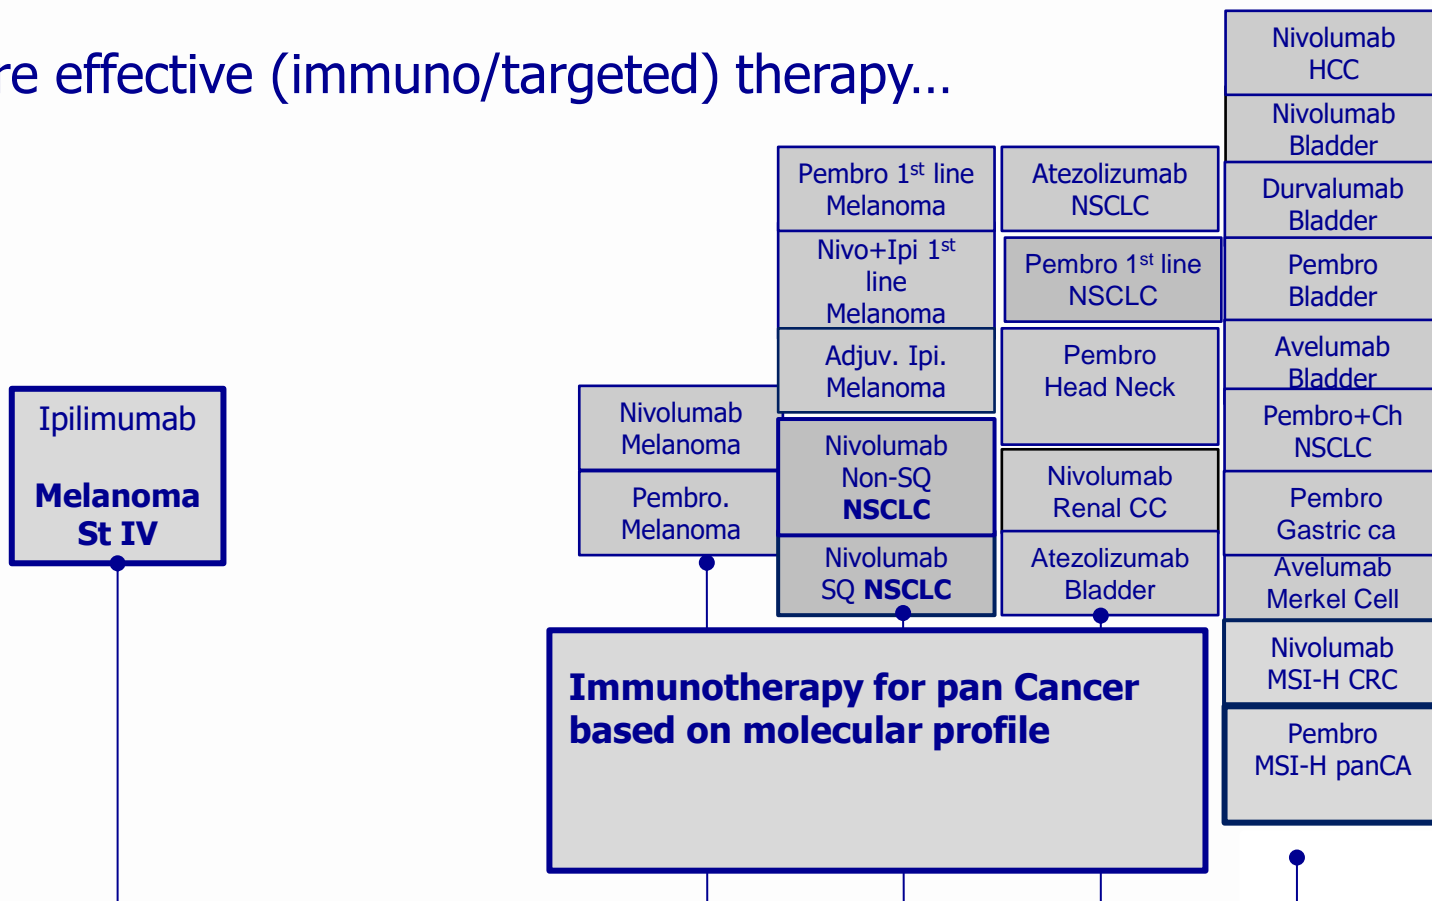 re effective (immuno/targeted) therapy…
Ipilimumab
Melanoma
St IV
Nivolumab
Melanoma
Pembro.
Melanoma
Pembro 1st line
Melanoma
Nivo+Ipi 1st
line
Melanoma
Adjuv. Ipi.
Melanoma
Nivolumab
Non-SQ
NSCLC
Nivolumab
SQ NSCLC
Atezolizumab
NSCLC
Pembro 1st line
NSCLC
Pembro
Head Neck
Nivolumab
Renal CC
Atezolizumab
Bladder
Nivolumab
HCC
Nivolumab
Bladder
Durvalumab
Bladder
Pembro
Bladder
Avelumab
Bladder
Pembro+Ch
NSCLC
Pembro
Gastric ca
Avelumab
Merkel Cell
Nivolumab
MSI-H CRC
Pembro
MSI-H panCA
Immunotherapy for pan Cancer
based on molecular profile